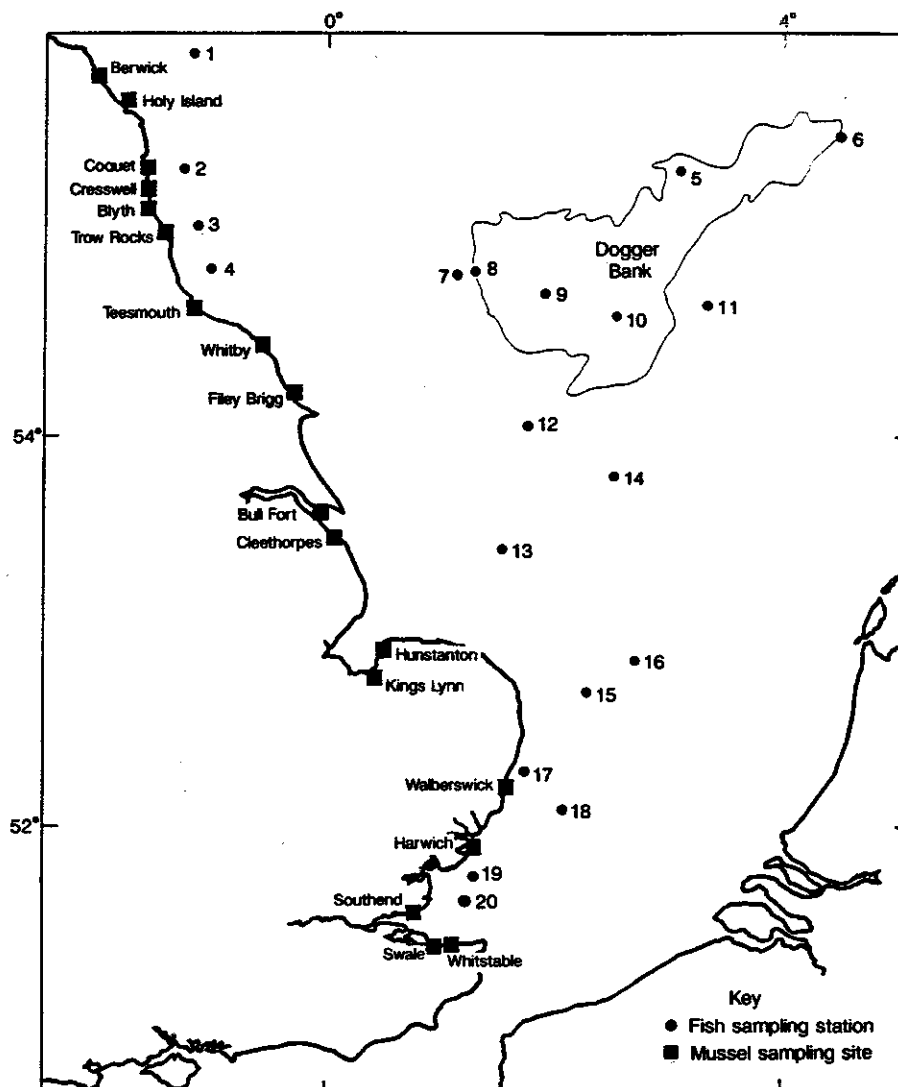 0°
4°
1
Berwick
Holy Island
6
Coquet
2
5
Cresswell
Blyth
3
Trow Rocks
Dogger
Bank
4
7
8
9
11
Teesmouth
10
Whitby
Filey Brigg
54°
12
14
Bull Fort
Cleethorpes
13
Hunstanton
16
Kings Lynn
15
17
Walberswick
18
52°
Harwich
19
Southend
20
Swale
Whitstable
Key
Fish sampling station
Mussel sampling site